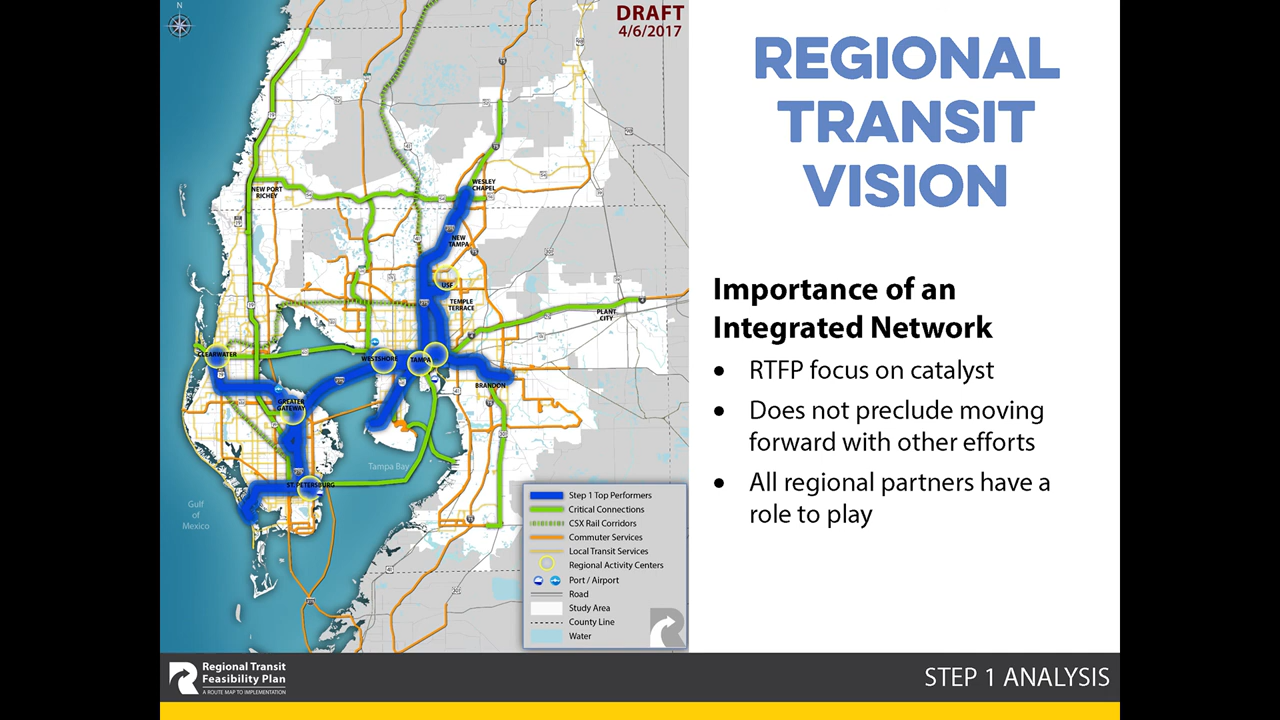 N
DRAFT
4/6/2017
NEW PORT
RICHEY
WESLEY
CHAPEL
NEW
TAMPA
USF
TEMPLE
TERRACE
PLANT
CITY
CLEARWATER
WESTSHORE
TAMPA
BRANDON
GREATER
GATEWAY
Tampa Bay
ST. PETERSBURG
Gulf
of
Mexico
Step 1 Top Performers
Critical Connections
CSX Rail Corridors
Commuter Services
Local Transit Services
Regional Activity Centers
Port / Airport
Road
Study Area
County Line
Water
REGIONAL
TRANSIT
VISION
Importance of an
Integrated Network
• RTFP focus on catalyst
• Does not preclude moving
forward with other efforts
• All regional partners have a
role to play
Regional Transit
Feasibility Plan
A ROUTE MAP TO IMPLEMENTATION
STEP 1 ANALYSIS